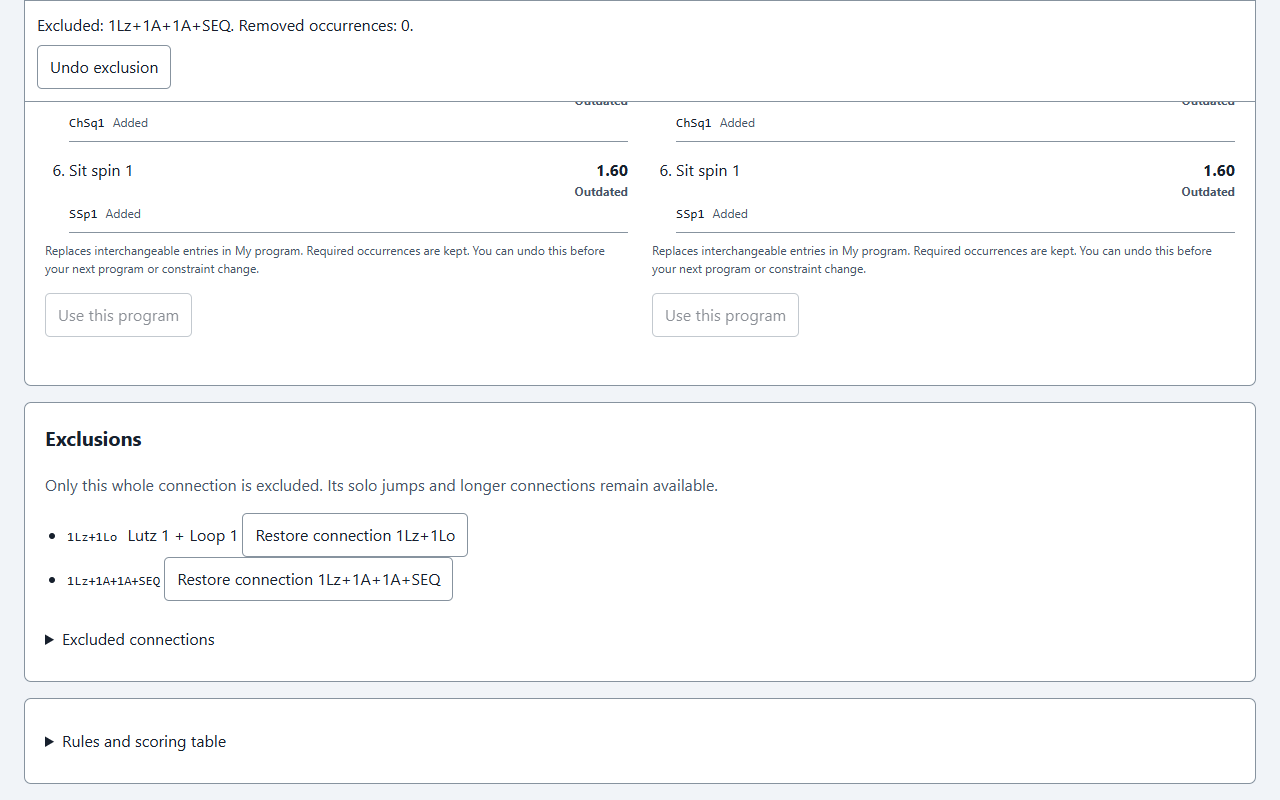 Excluded: 1Lz+1A+1A+SEQ. Removed occurrences: 0.
Undo exclusion
Outdated
ChSq1 Added
6. Sit spin 1 1.60
Outdated
SSp1 Added
Replaces interchangeable entries in My program. Required occurrences are kept. You can undo this before
your next program or constraint change.
Use this program
Outdated
ChSq1 Added
6. Sit spin 1 1.60
Outdated
SSp1 Added
Replaces interchangeable entries in My program. Required occurrences are kept. You can undo this before
your next program or constraint change.
Use this program
Exclusions
Only this whole connection is excluded. Its solo jumps and longer connections remain available.
1Lz+1Lo Lutz 1 + Loop 1 Restore connection 1Lz+1Lo
1Lz+1A+1A+SEQ Restore connection 1Lz+1A+1A+SEQ
Excluded connections
Rules and scoring table